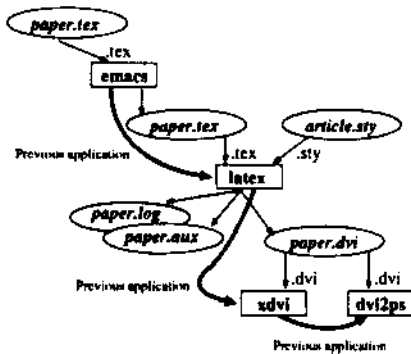 paper.tex
.tex
emacs
paper.tex
article.sty
Previous application
.tex
.sty
latex
paper.log
paper.aux
paper.dvi
Previous application
.dvi
.dvi
xdvi
dvi2ps
Previous application